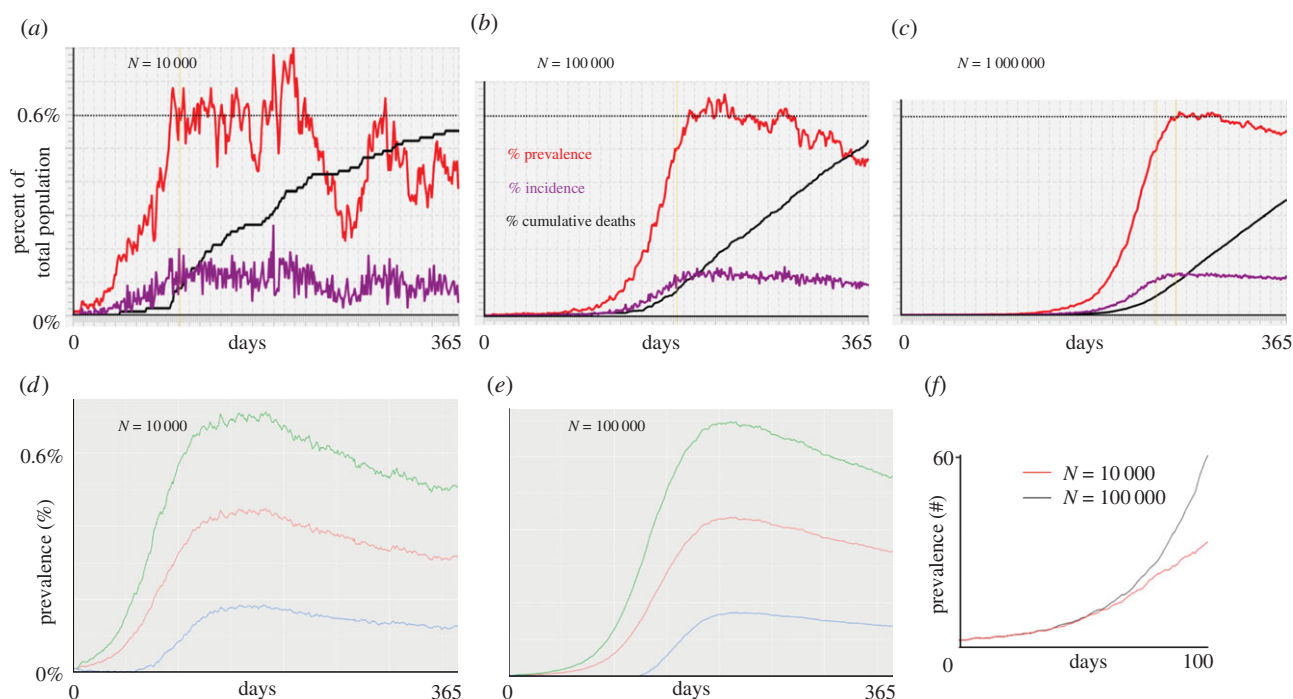 (a)
N = 10 000
0.6%
percent of
total population
0%
0
days
365
(b)
N = 100 000
% prevalence
% incidence
% cumulative deaths
0
days
365
(c)
N = 1 000 000
0
days
365
(d)
N = 10 000
0.6%
prevalence (%)
0%
0
days
365
(e)
N = 100 000
0
days
365
(f)
60
N = 10 000
N = 100 000
prevalence (#)
0
0
days
100